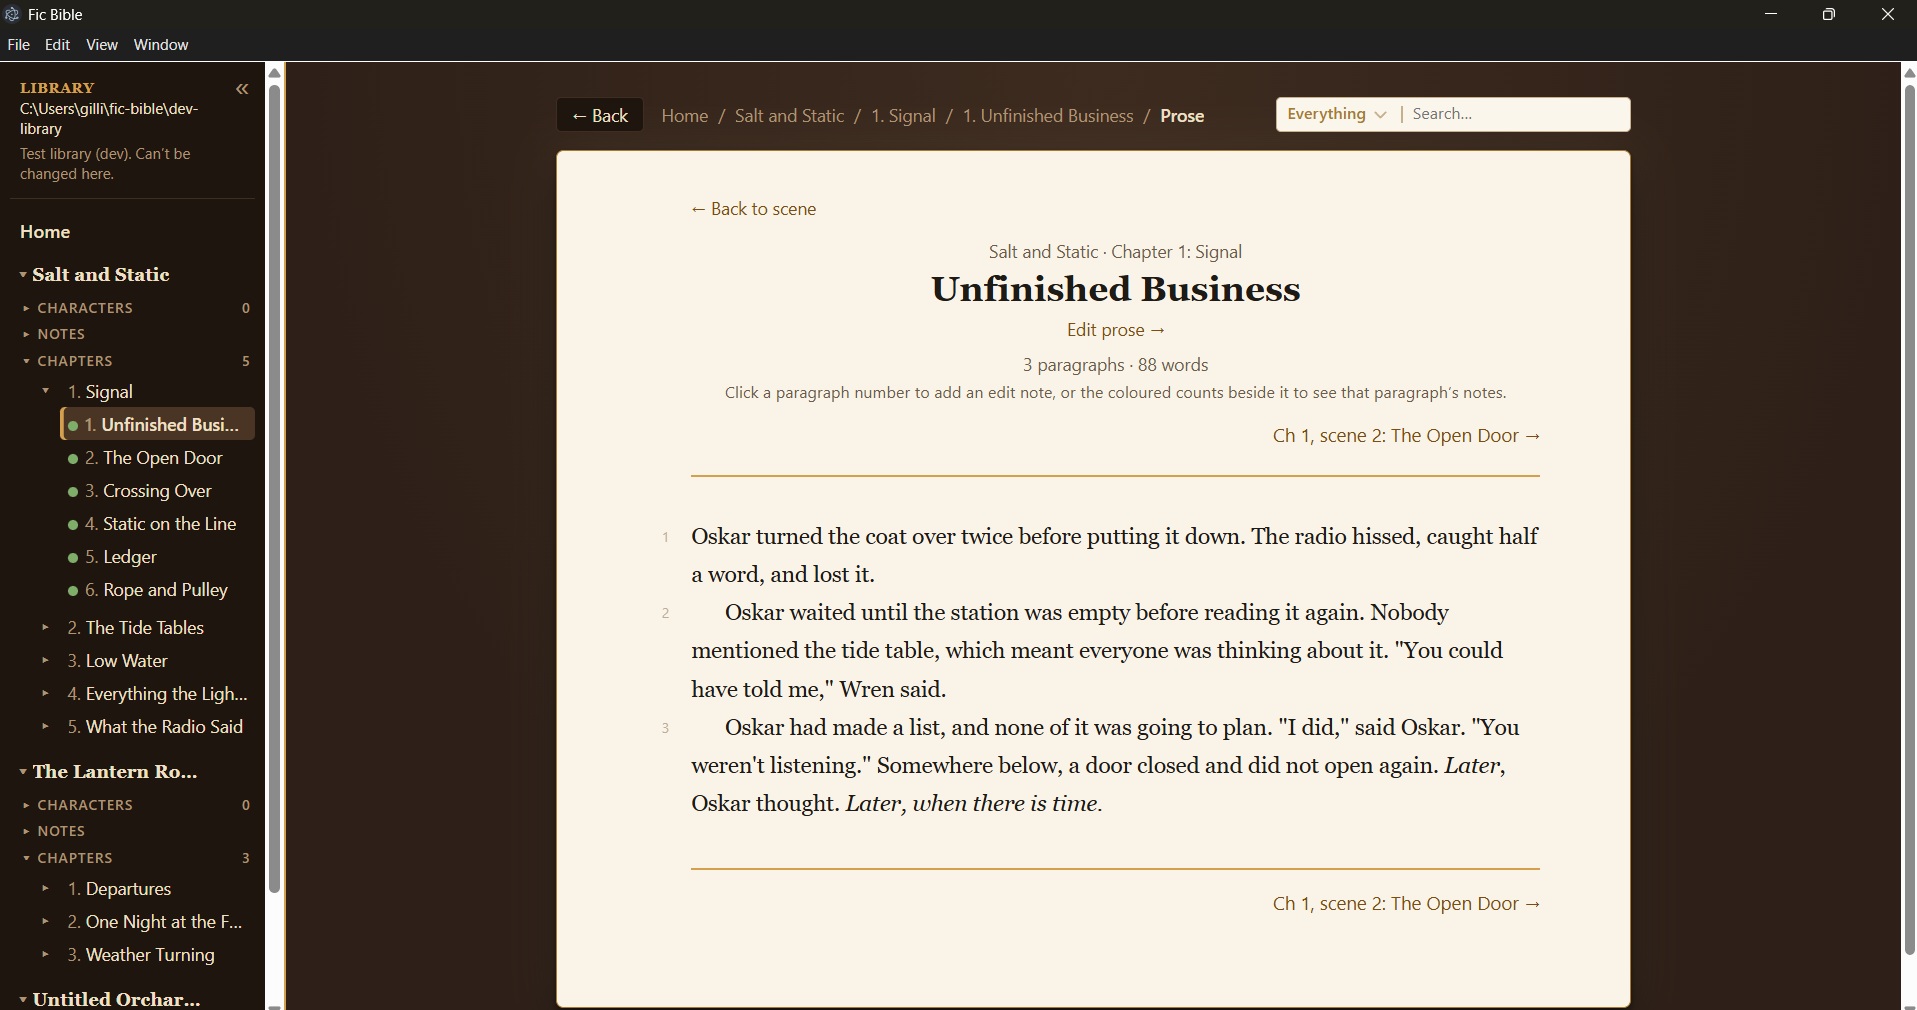 Fic Bible
File Edit View Window
LIBRARY «
C:\Users\gilli\fic-bible\dev-
library
Test library (dev). Can't be
changed here.
Home
▾ Salt and Static
▸ CHARACTERS 0
▸ NOTES
▾ CHAPTERS 5
▾ 1. Signal
1. Unfinished Busi...
2. The Open Door
3. Crossing Over
4. Static on the Line
5. Ledger
6. Rope and Pulley
▸ 2. The Tide Tables
▸ 3. Low Water
▸ 4. Everything the Ligh...
▸ 5. What the Radio Said
▾ The Lantern Ro...
▸ CHARACTERS 0
▸ NOTES
▾ CHAPTERS 3
▸ 1. Departures
▸ 2. One Night at the F...
▸ 3. Weather Turning
▾ Untitled Orchar...
← Back Home / Salt and Static / 1. Signal / 1. Unfinished Business / Prose Everything | Search...
← Back to scene
Salt and Static · Chapter 1: Signal
Unfinished Business
Edit prose →
3 paragraphs · 88 words
Click a paragraph number to add an edit note, or the coloured counts beside it to see that paragraph's notes.
Ch 1, scene 2: The Open Door →
1 Oskar turned the coat over twice before putting it down. The radio hissed, caught half
a word, and lost it.
2 Oskar waited until the station was empty before reading it again. Nobody
mentioned the tide table, which meant everyone was thinking about it. "You could
have told me," Wren said.
3 Oskar had made a list, and none of it was going to plan. "I did," said Oskar. "You
weren't listening." Somewhere below, a door closed and did not open again. Later,
Oskar thought. Later, when there is time.
Ch 1, scene 2: The Open Door →